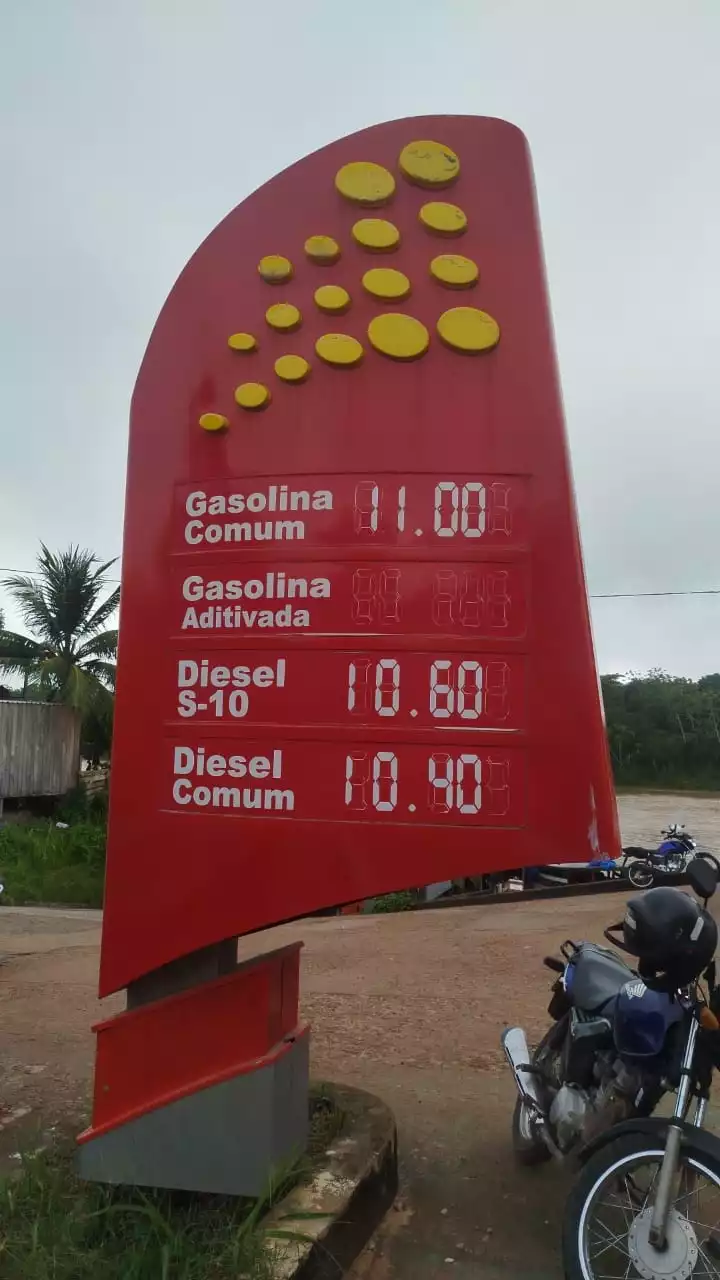 Gasolina
Comum 11.00
Gasolina
Aditivada
Diesel
S-10 10.60
Diesel
Comum 10.40